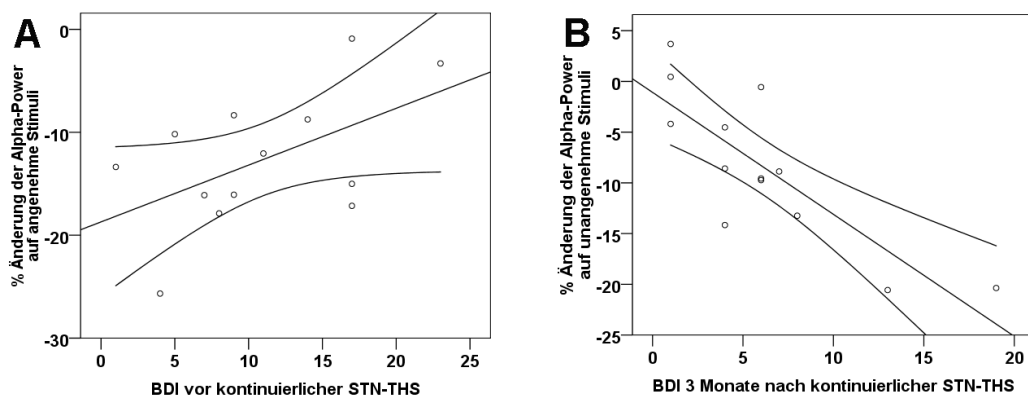 A
% Änderung der Alpha-Power
auf angenehme Stimuli
0
-10
-20
-30
0 5 10 15 20 25
BDI vor kontinuierlicher STN-THS
B
% Änderung der Alpha-Power
auf unangenehme Stimuli
5
0
-5
-10
-15
-20
-25
0 5 10 15 20
BDI 3 Monate nach kontinuierlicher STN-THS